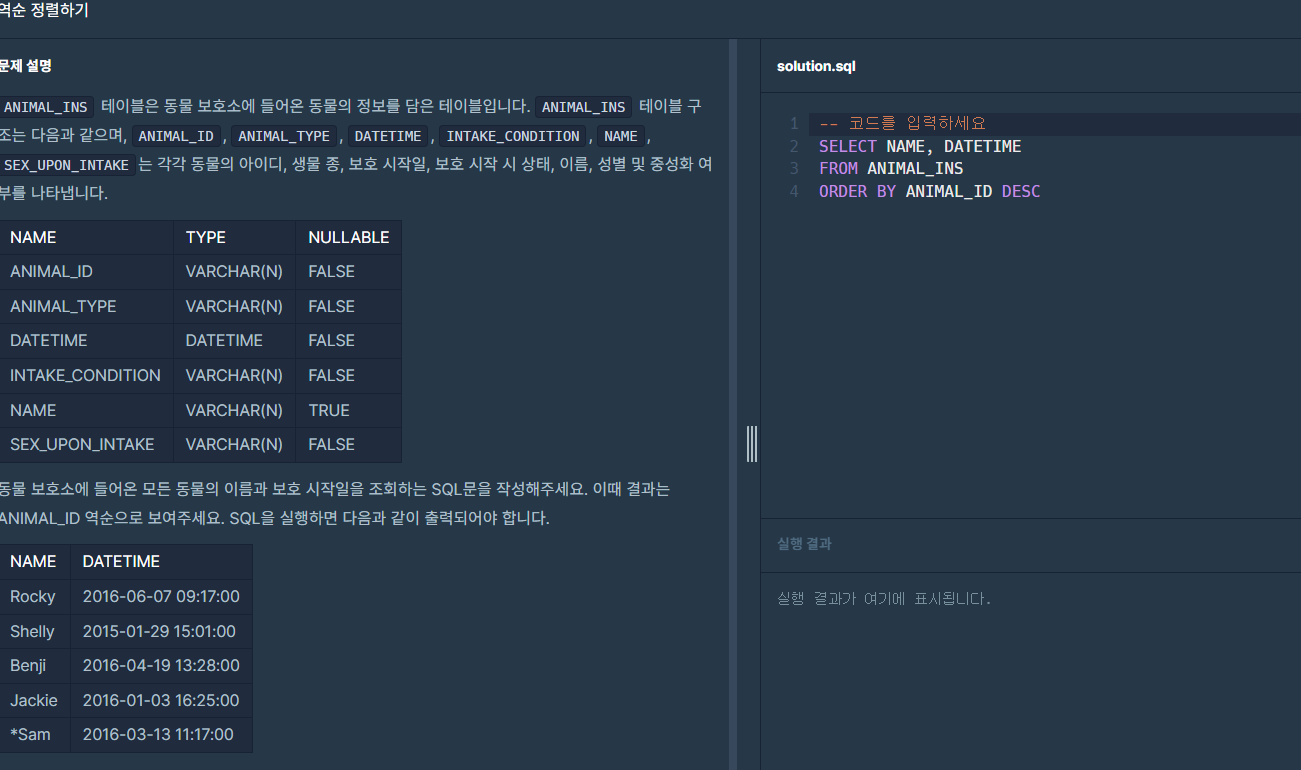 역순 정렬하기
문제 설명
ANIMAL_INS 테이블은 동물 보호소에 들어온 동물의 정보를 담은 테이블입니다. ANIMAL_INS 테이블 구
조는 다음과 같으며, ANIMAL_ID, ANIMAL_TYPE, DATETIME, INTAKE_CONDITION, NAME,
SEX_UPON_INTAKE는 각각 동물의 아이디, 생물 종, 보호 시작일, 보호 시작 시 상태, 이름, 성별 및 중성화 여
부를 나타냅니다.
NAME TYPE NULLABLE
ANIMAL_ID VARCHAR(N) FALSE
ANIMAL_TYPE VARCHAR(N) FALSE
DATETIME DATETIME FALSE
INTAKE_CONDITION VARCHAR(N) FALSE
NAME VARCHAR(N) TRUE
SEX_UPON_INTAKE VARCHAR(N) FALSE
동물 보호소에 들어온 모든 동물의 이름과 보호 시작일을 조회하는 SQL문을 작성해주세요. 이때 결과는
ANIMAL_ID 역순으로 보여주세요. SQL을 실행하면 다음과 같이 출력되어야 합니다.
NAME DATETIME
Rocky 2016-06-07 09:17:00
Shelly 2015-01-29 15:01:00
Benji 2016-04-19 13:28:00
Jackie 2016-01-03 16:25:00
*Sam 2016-03-13 11:17:00
solution.sql
1 -- 코드를 입력하세요
2 SELECT NAME, DATETIME
3 FROM ANIMAL_INS
4 ORDER BY ANIMAL_ID DESC
실행 결과
실행 결과가 여기에 표시됩니다.